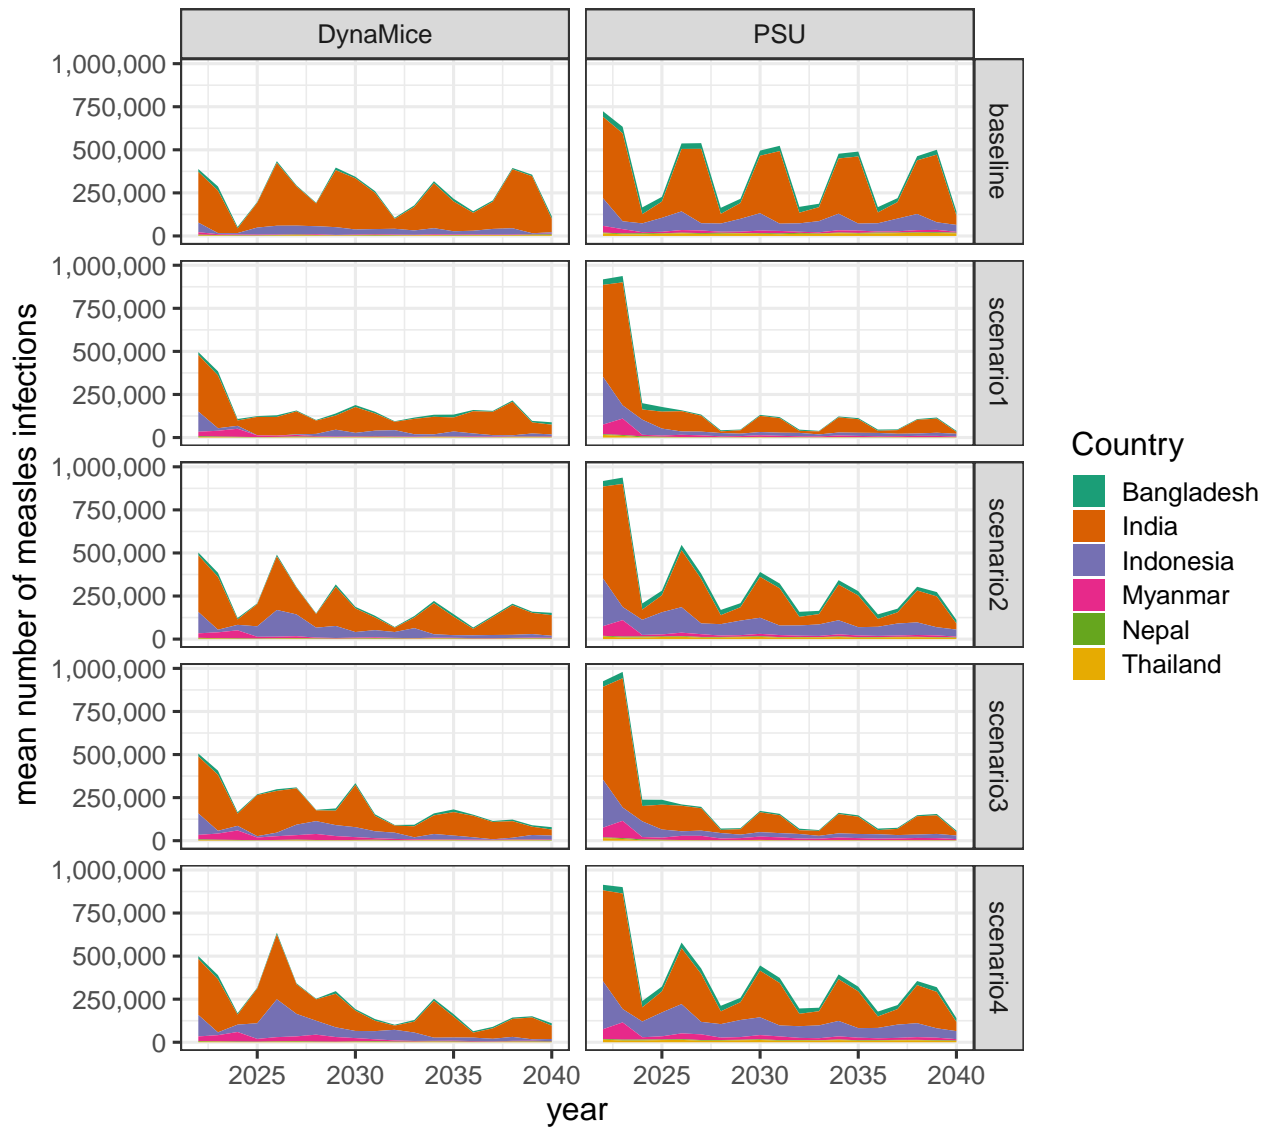 DynaMice
PSU
mean number of measles infections
1,000,000
750,000
500,000
250,000
0
baseline
1,000,000
750,000
500,000
250,000
0
scenario1
1,000,000
750,000
500,000
250,000
0
scenario2
1,000,000
750,000
500,000
250,000
0
scenario3
1,000,000
750,000
500,000
250,000
0
scenario4
2025 2030 2035 2040 2025 2030 2035 2040
year
Country
Bangladesh
India
Indonesia
Myanmar
Nepal
Thailand